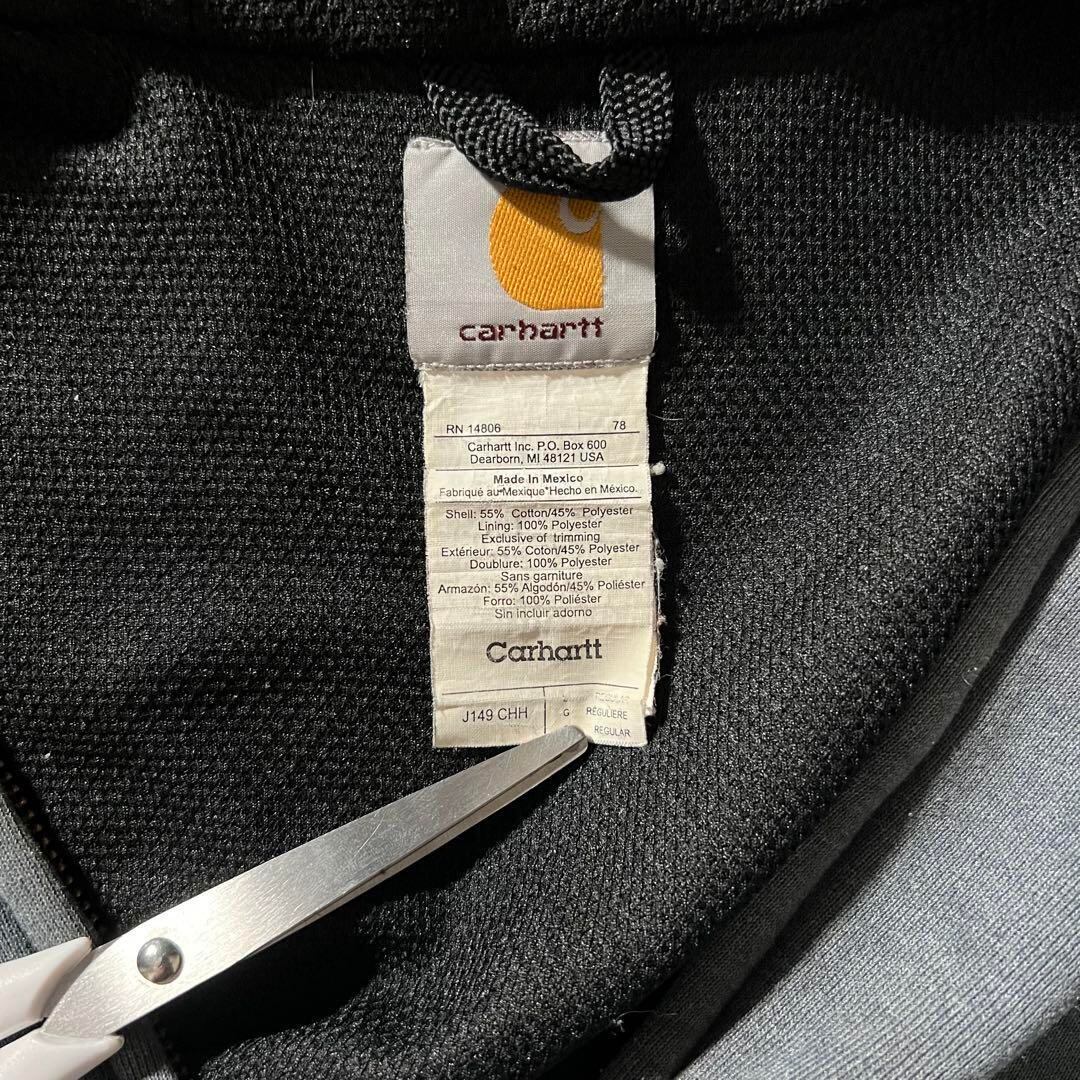 carhartt
RN 14806 78
Carhartt Inc. P.O. Box 600
Dearborn, MI 48121 USA
Made In Mexico
Fabriqué au Mexique*Hecho en México.
Shell: 55% Cotton/45% Polyester
Lining: 100% Polyester
Exclusive of trimming
Extérieur: 55% Coton/45% Polyester
Doublure: 100% Polyester
Sans garniture
Armazón: 55% Algodón/45% Poliéster
Forro: 100% Poliéster
Sin incluir adorno
Carhartt
REGULAR
J149 CHH G RÉGULIERE
REGULAR